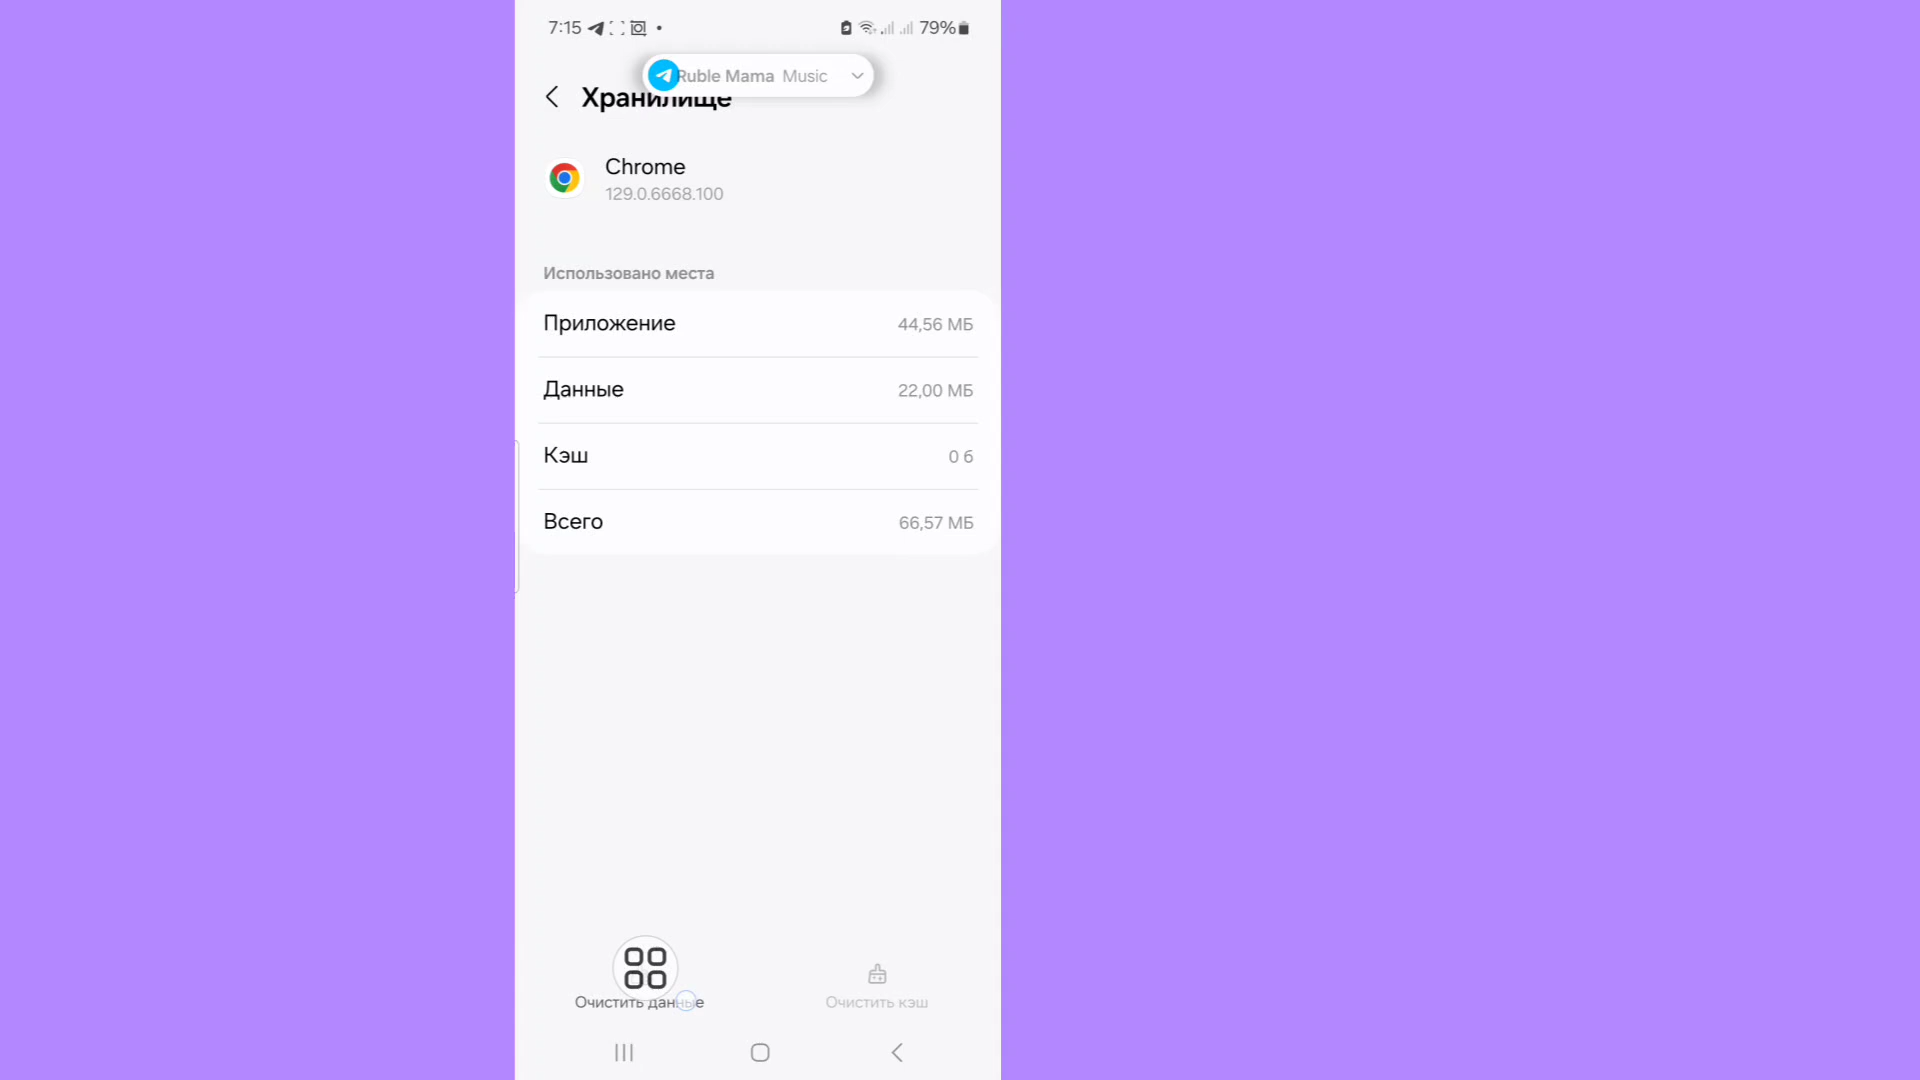 7:15
79%
Ruble Mama Music
Хранилище
Chrome
129.0.6668.100
Использовано места
Приложение 44,56 МБ
Данные 22,00 МБ
Кэш 0 б
Всего 66,57 МБ
Очистить данные
Очистить кэш